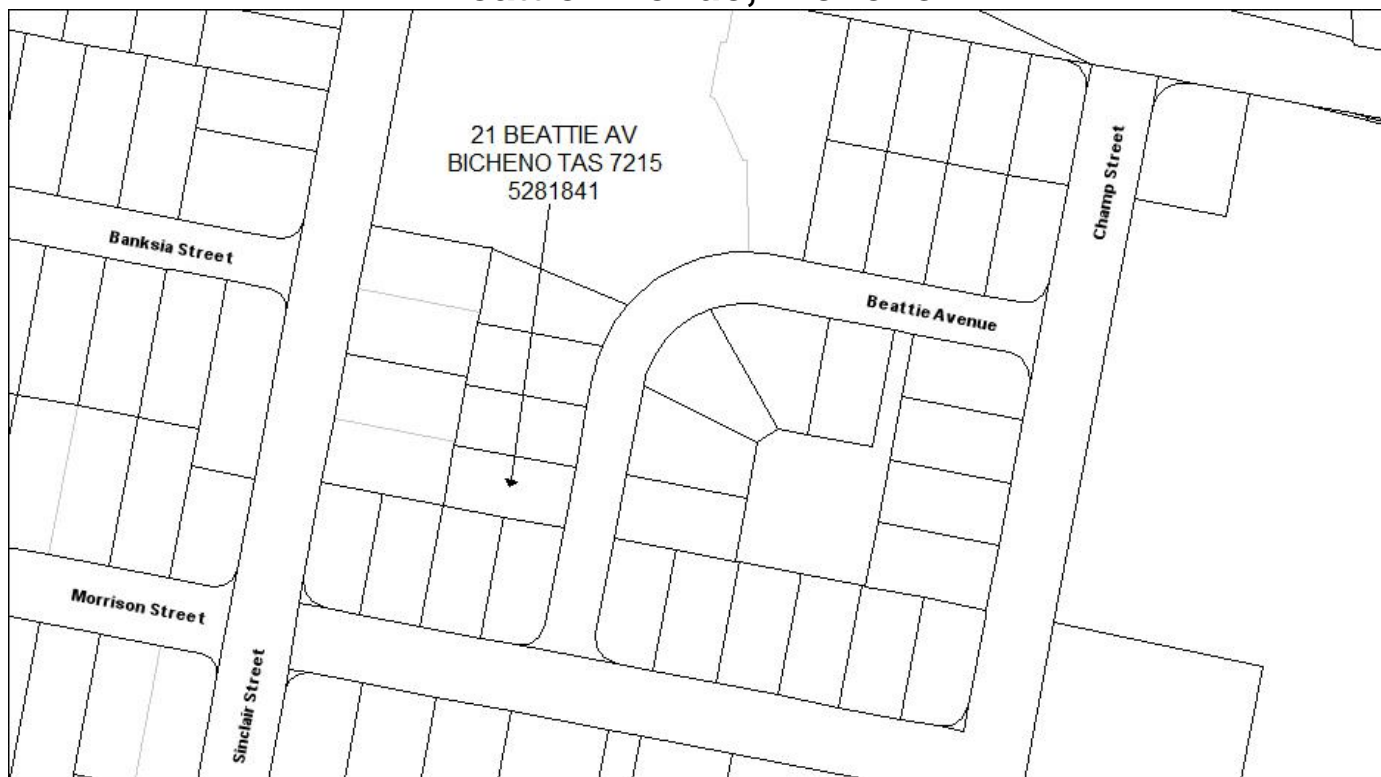 21 BEATTIE AV
BICHENO TAS 7215
5281841
Champ Street
Banksia Street
Beattie Avenue
Morrison Street
Sinclair Street